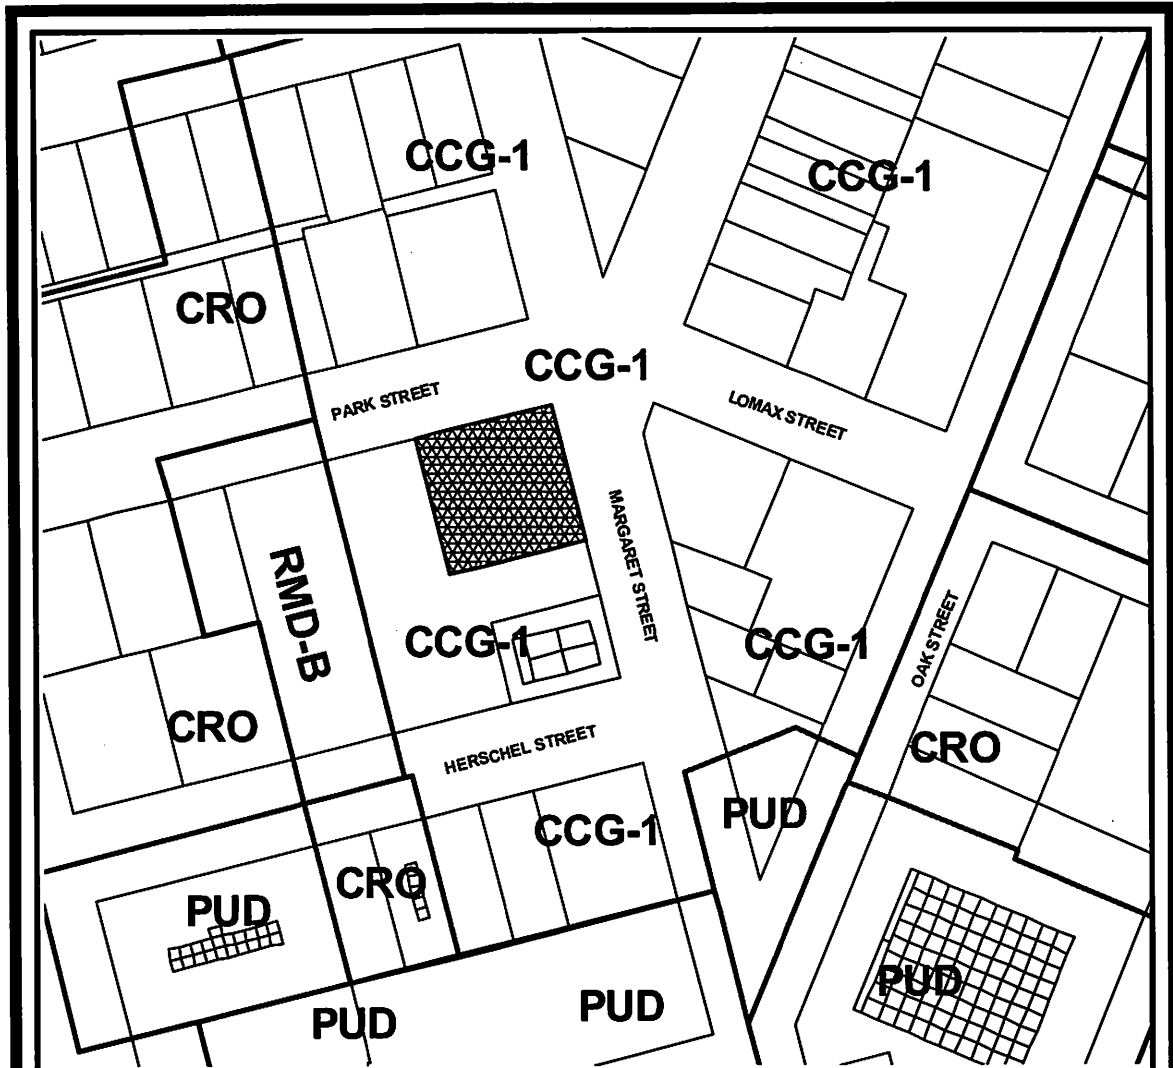 CCG-1
CCG-1
CRO
CCG-1
PARK STREET
LOMAX STREET
MARGARET STREET
RMD-B
CCG-1
CCG-1
OAK STREET
CRO
HERSCHEL STREET
CRO
PUD
CCG-1
CRO
PUD
PUD
PUD
PUD